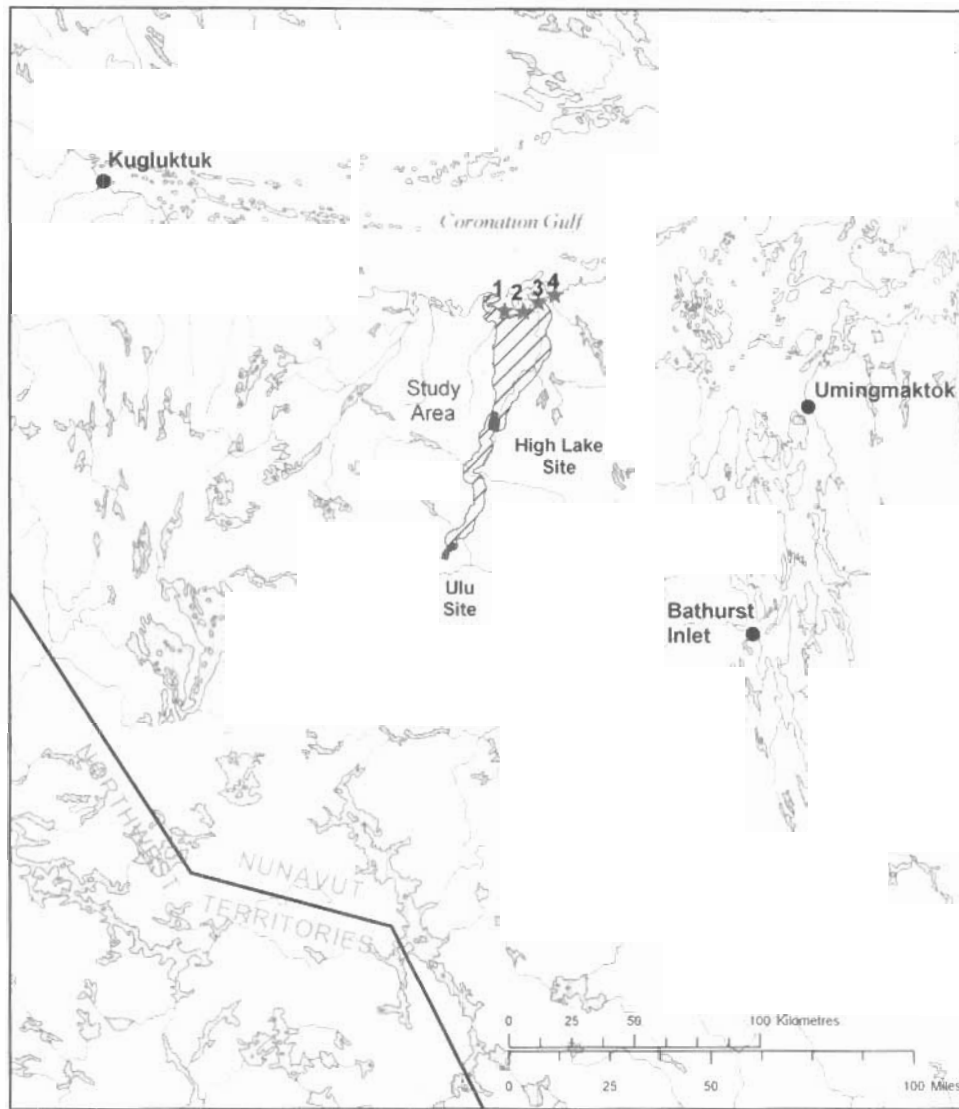 Kugluktuk
Coronation Gulf
1 2 3 4
Study
Area
Umingmaktok
High Lake
Site
Ulu
Site
Bathurst
Inlet
NORTHWEST
TERRITORIES
NUNAVUT
0 25 50 100 Kilometres
0 25 50 100 Miles